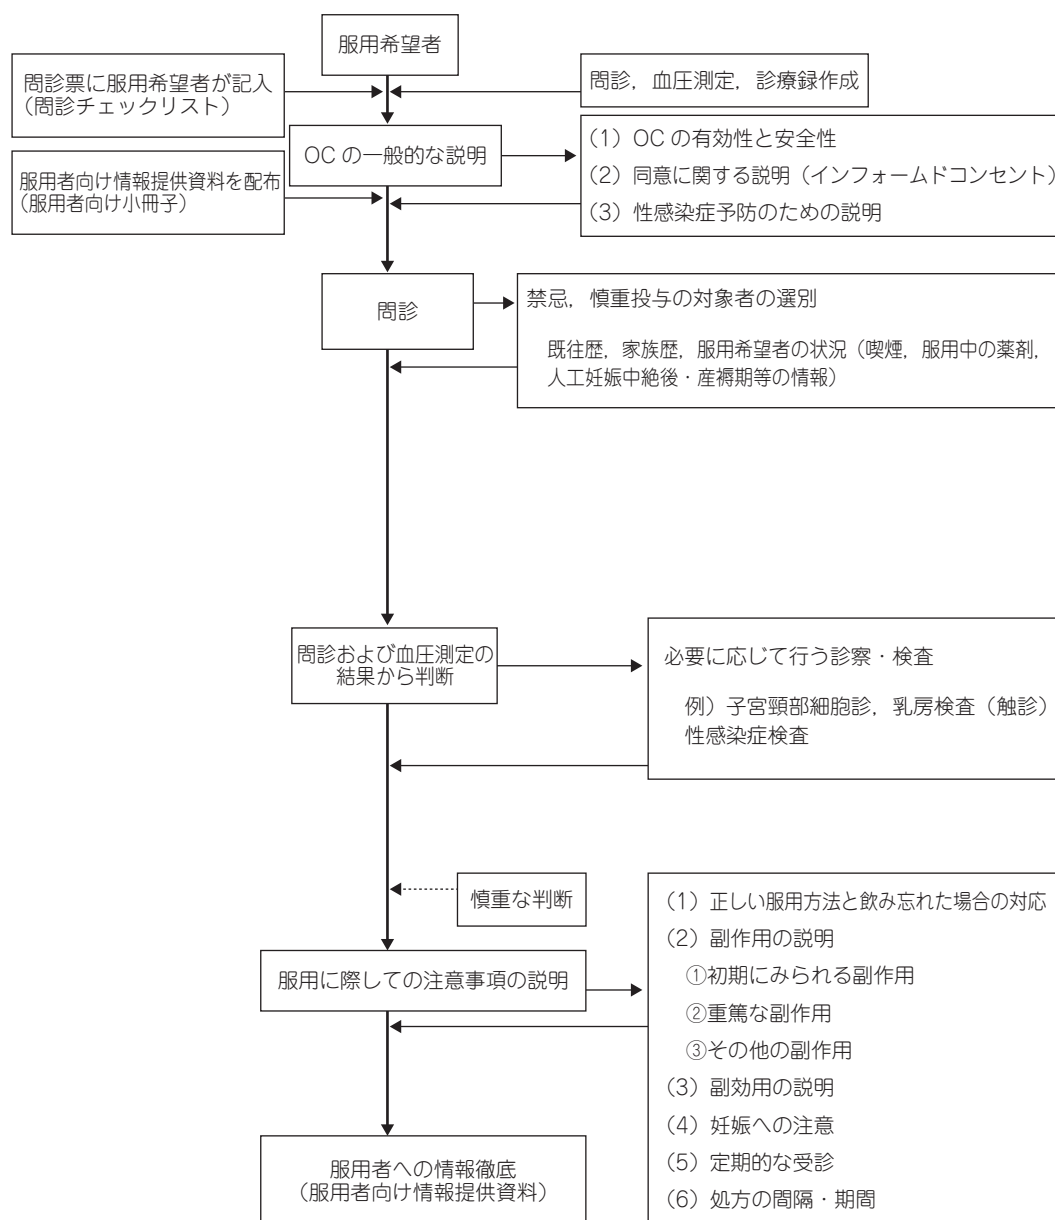 服用希望者
問診票に服用希望者が記入
(問診チェックリスト)
問診，血圧測定，診療録作成
OC の一般的な説明
(1) OC の有効性と安全性
(2) 同意に関する説明（インフォームドコンセント）
(3) 性感染症予防のための説明
服用者向け情報提供資料を配布
(服用者向け小冊子)
問診
禁忌，慎重投与の対象者の選別
既往歴，家族歴，服用希望者の状況（喫煙，服用中の薬剤，
人工妊娠中絶後・産褥期等の情報）
問診および血圧測定の
結果から判断
必要に応じて行う診察・検査
例）子宮頸部細胞診，乳房検査（触診）
性感染症検査
慎重な判断
服用に際しての注意事項の説明
(1) 正しい服用方法と飲み忘れた場合の対応
(2) 副作用の説明
①初期にみられる副作用
②重篤な副作用
③その他の副作用
(3) 副効用の説明
(4) 妊娠への注意
(5) 定期的な受診
(6) 処方の間隔・期間
服用者への情報徹底
(服用者向け情報提供資料)